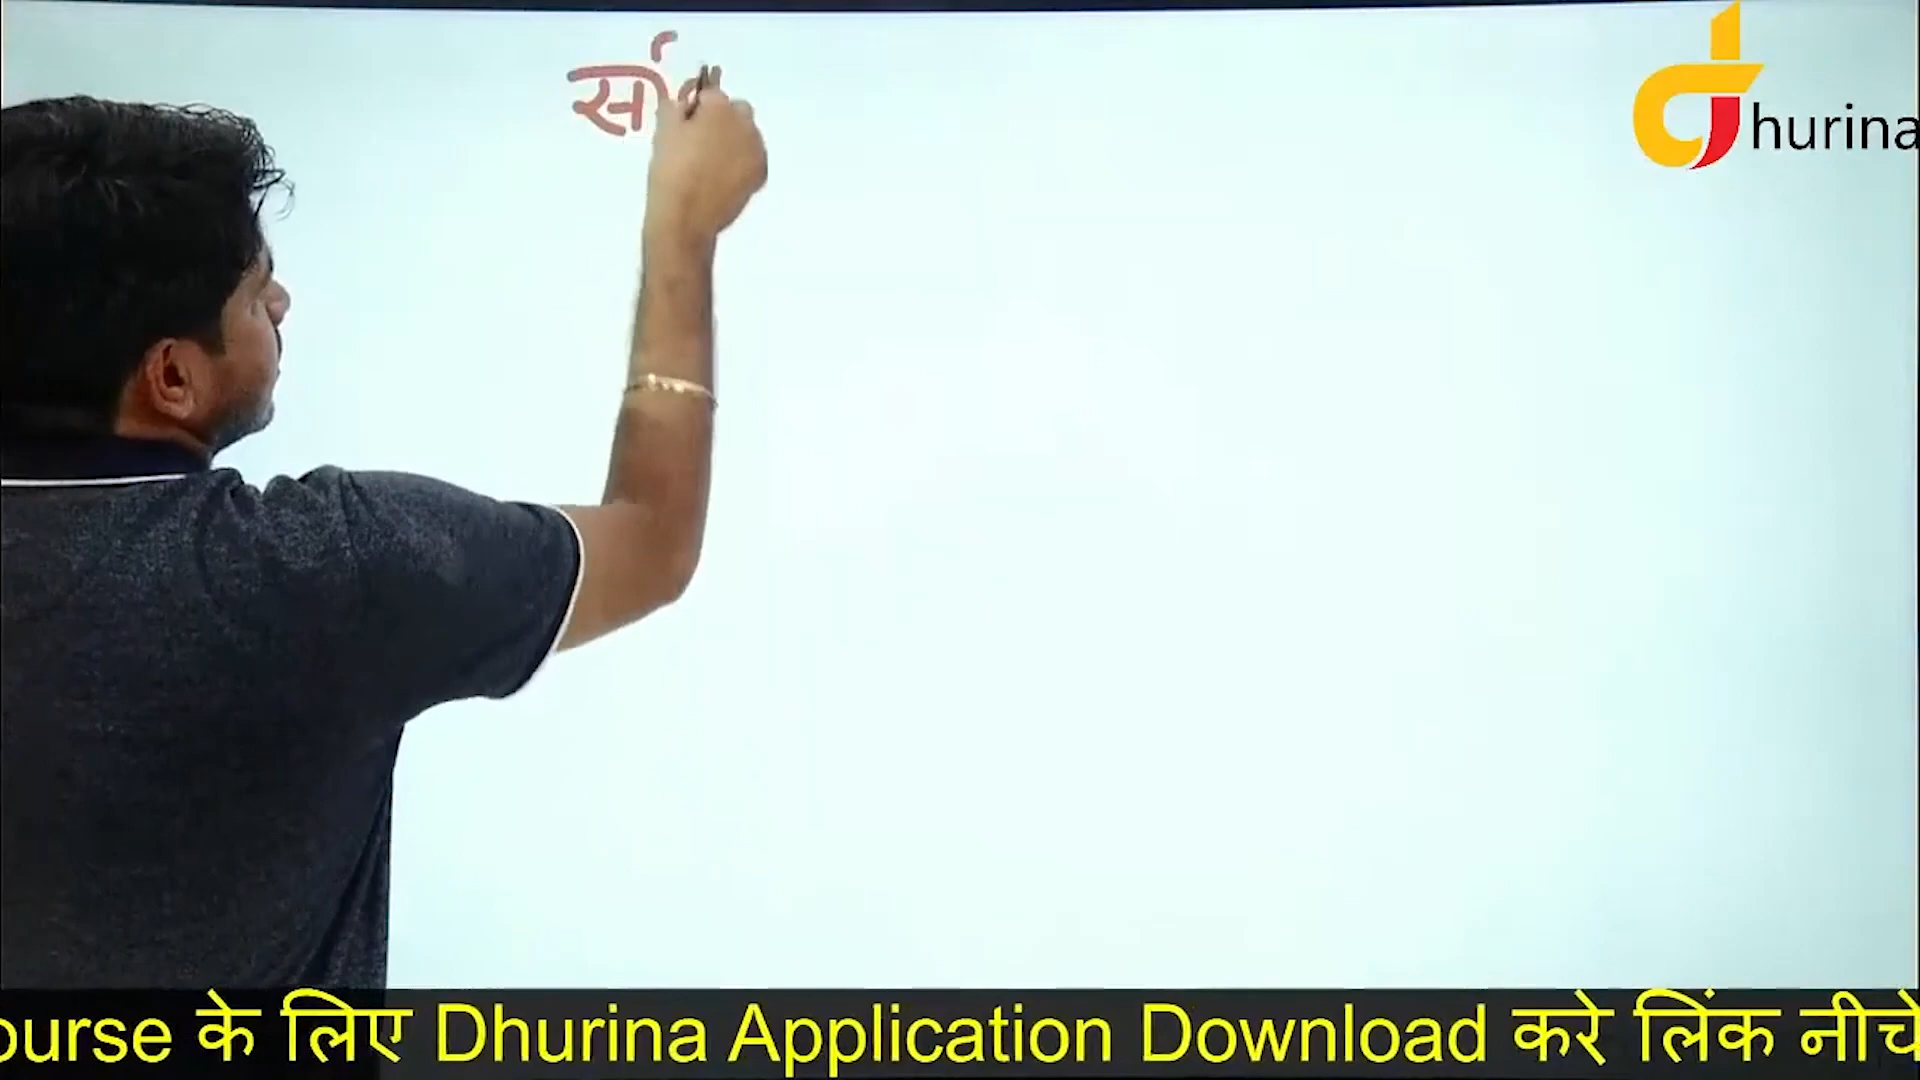 hurina
ourse के लिए Dhurina Application Download करे लिंक नीचे